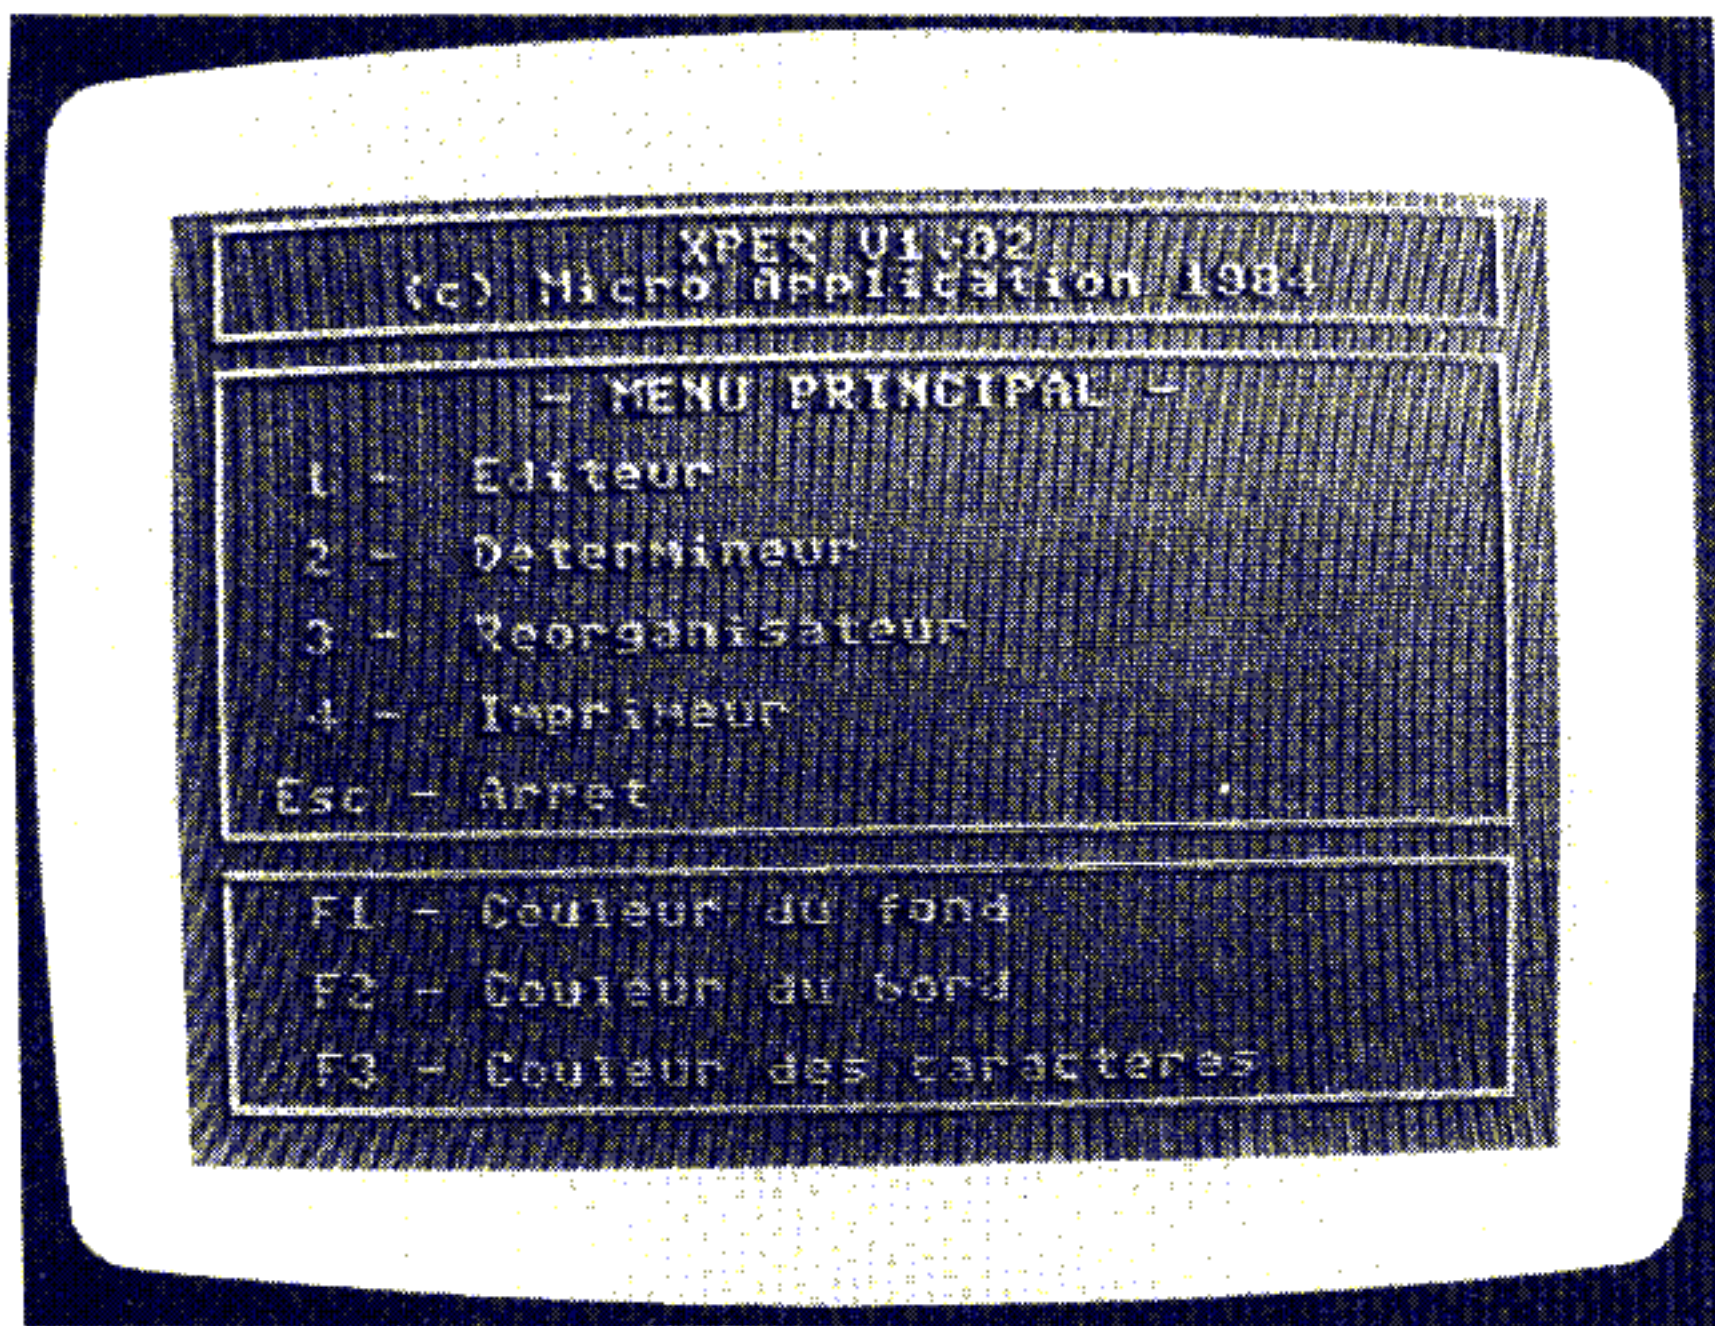 XPER V1.02
(c) Micro Application 1984
- MENU PRINCIPAL -
1 - Editeur
2 - Determineur
3 - Reorganisateur
4 - Imprimeur
Esc - Arret
F1 - Couleur du fond
F2 - Couleur du bord
F3 - Couleur des caracteres